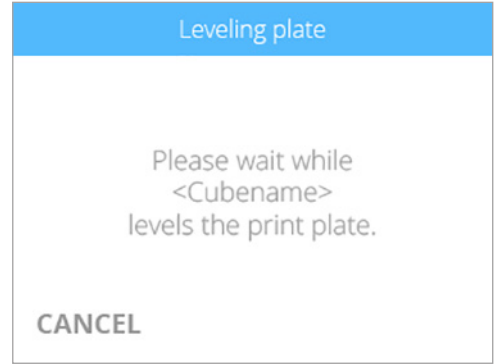 Leveling plate
Please wait while
<Cubename>
levels the print plate.
CANCEL